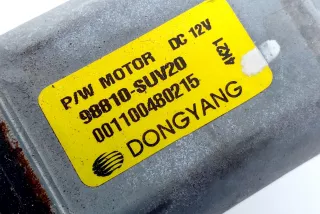 P/W MOTOR DC 12V
98810-SUV20
001100480215
4K21
DONGYANG